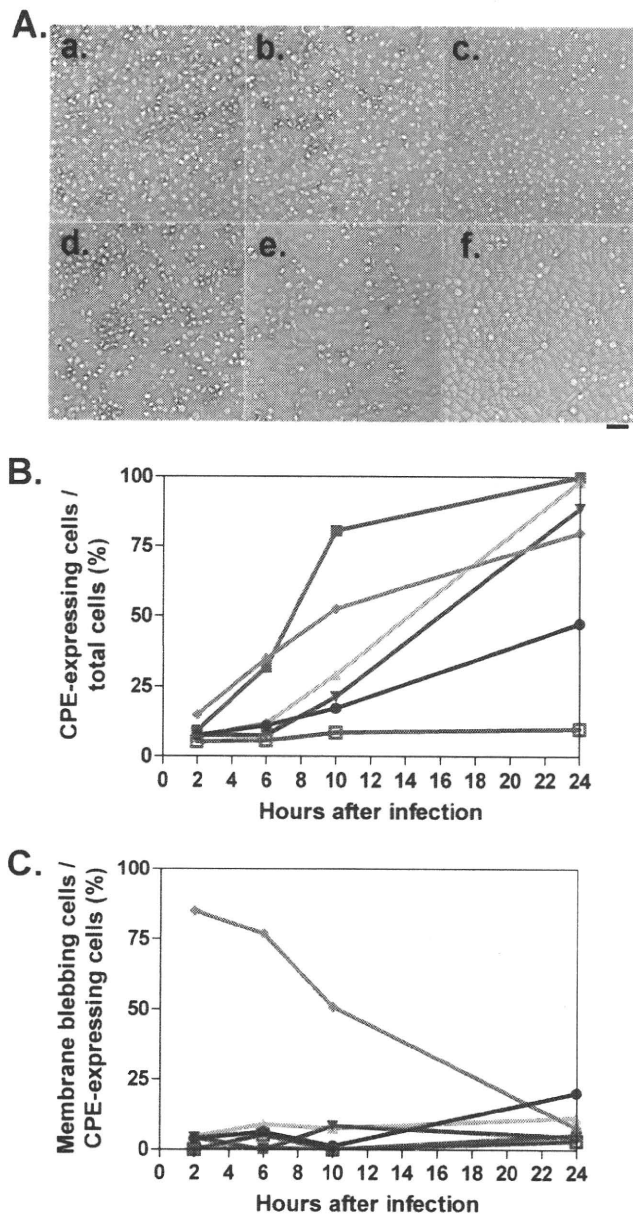 A.
a.
b.
c.
d.
e.
f.
B.
CPE-expressing cells /
total cells (%)
100
75
50
25
0
2 4 6 8 10 12 14 16 18 20 22 24
Hours after infection
C.
Membrane blebbing cells /
CPE-expressing cells (%)
100
75
50
25
0
2 4 6 8 10 12 14 16 18 20 22 24
Hours after infection